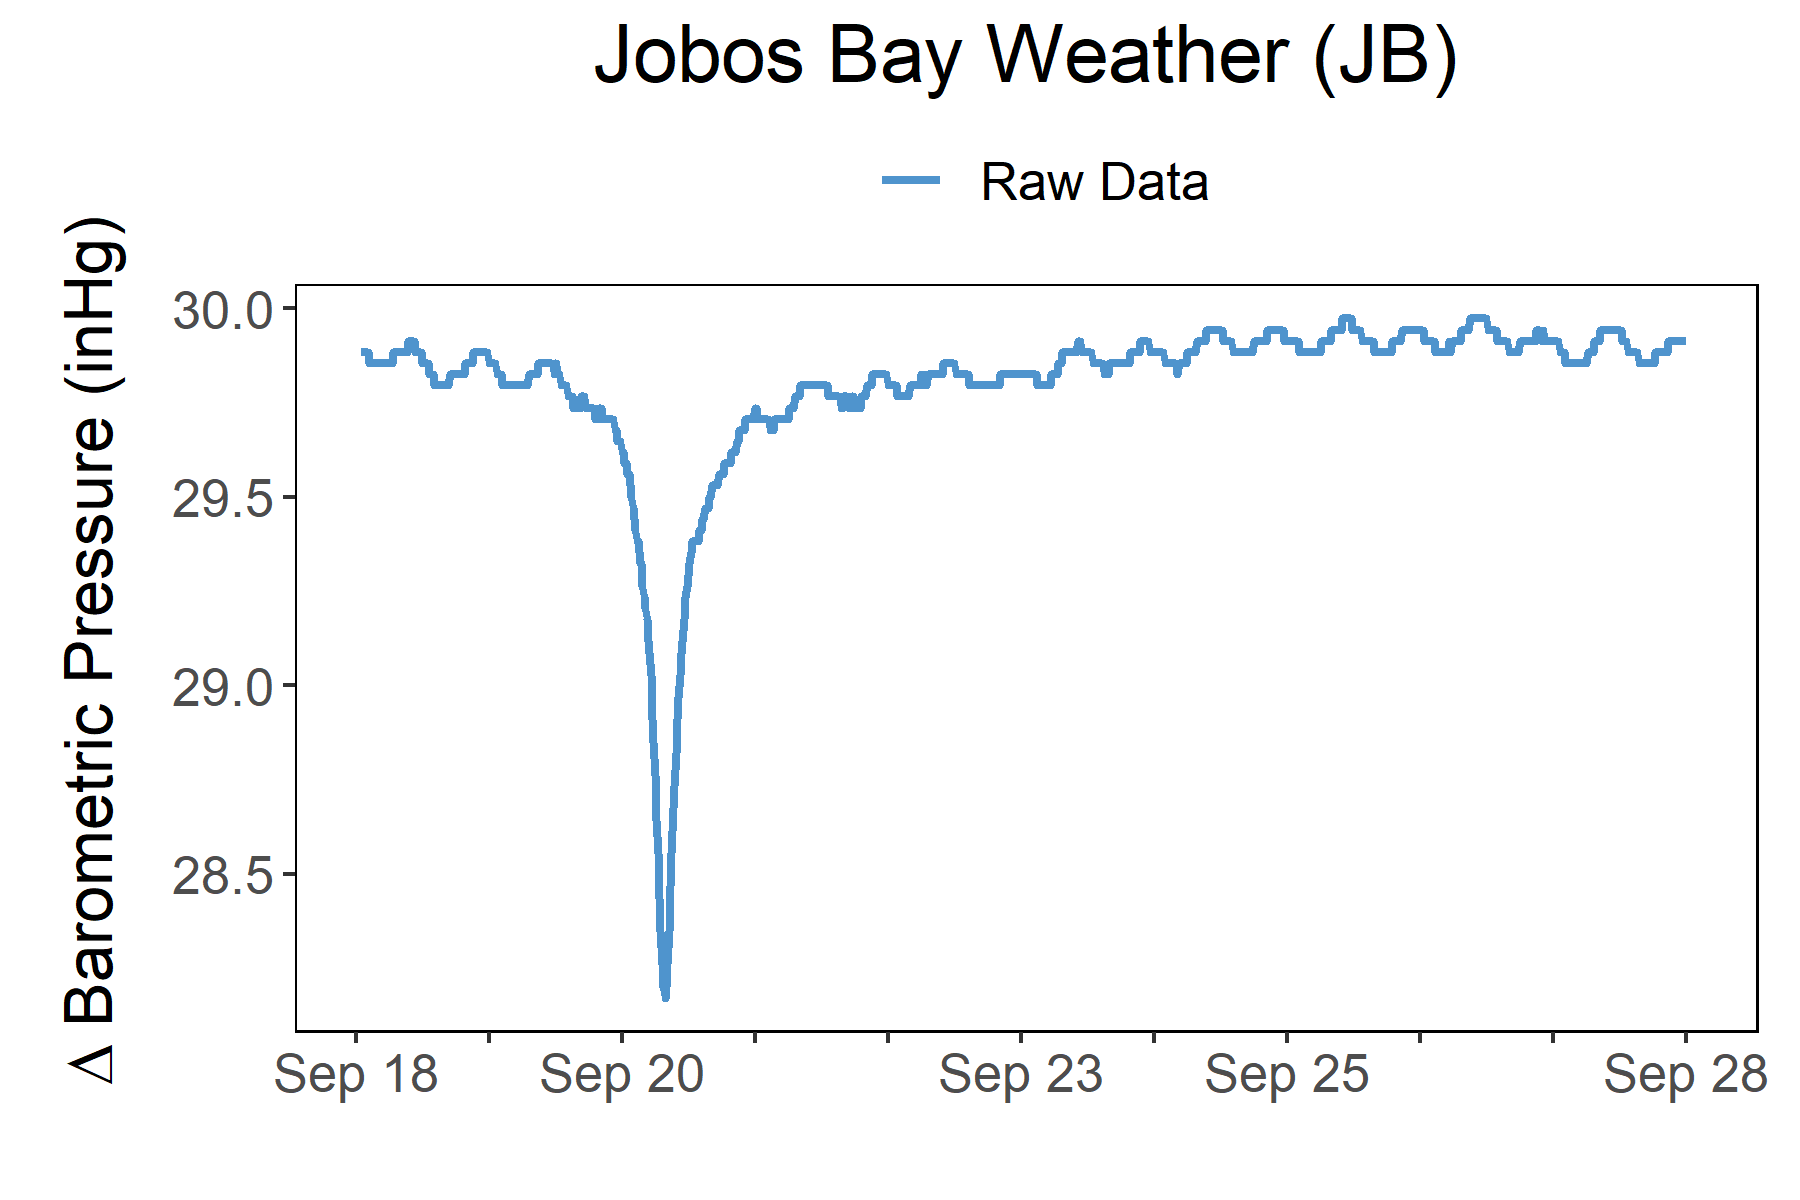 Jobos Bay Weather (JB)
Raw Data
Δ Barometric Pressure (inHg)
30.0
29.5
29.0
28.5
Sep 18 Sep 20 Sep 23 Sep 25 Sep 28